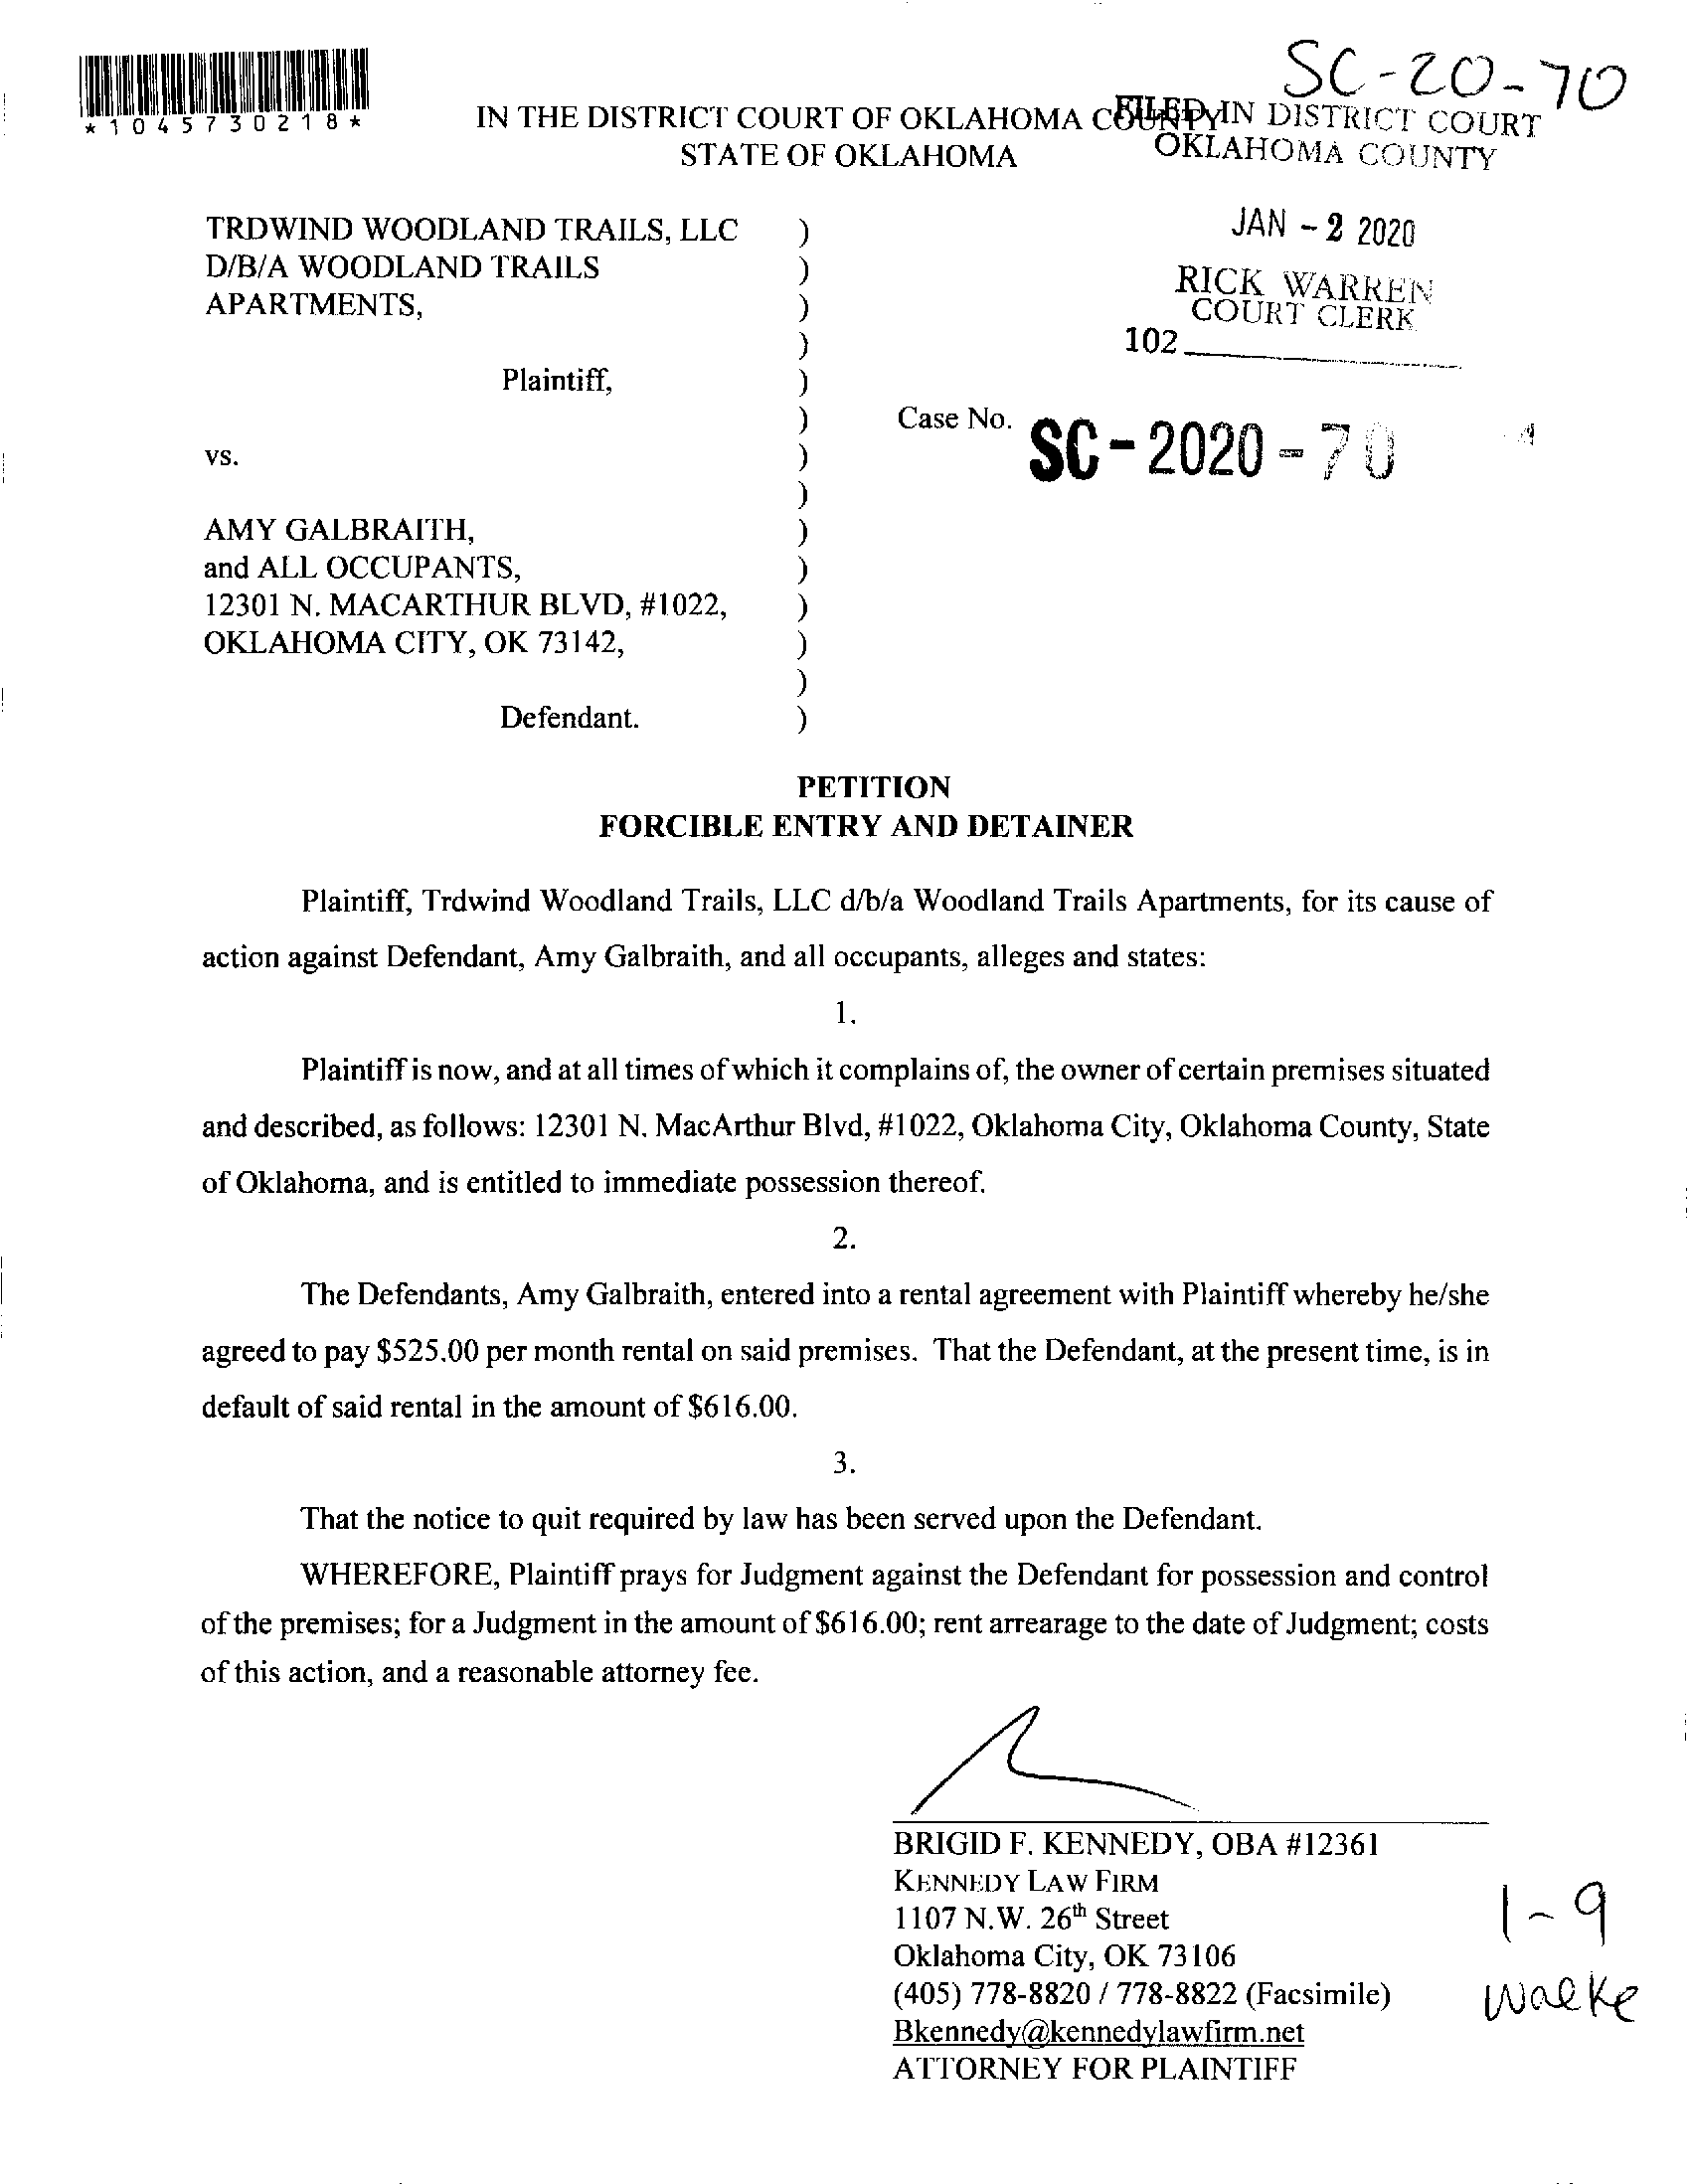 SC-20-70
*1045730218*
IN THE DISTRICT COURT OF OKLAHOMA COUNTY
STATE OF OKLAHOMA
FILED IN DISTRICT COURT
OKLAHOMA COUNTY
JAN - 2 2020
RICK WARREN
COURT CLERK
102
TRDWIND WOODLAND TRAILS, LLC )
D/B/A WOODLAND TRAILS )
APARTMENTS, )
)
Plaintiff, )
) Case No. SC-2020-70
vs. )
)
AMY GALBRAITH, )
and ALL OCCUPANTS, )
12301 N. MACARTHUR BLVD, #1022, )
OKLAHOMA CITY, OK 73142, )
)
Defendant. )
PETITION
FORCIBLE ENTRY AND DETAINER
Plaintiff, Trdwind Woodland Trails, LLC d/b/a Woodland Trails Apartments, for its cause of
action against Defendant, Amy Galbraith, and all occupants, alleges and states:
1.
Plaintiff is now, and at all times of which it complains of, the owner of certain premises situated
and described, as follows: 12301 N. MacArthur Blvd, #1022, Oklahoma City, Oklahoma County, State
of Oklahoma, and is entitled to immediate possession thereof.
2.
The Defendants, Amy Galbraith, entered into a rental agreement with Plaintiff whereby he/she
agreed to pay $525.00 per month rental on said premises. That the Defendant, at the present time, is in
default of said rental in the amount of $616.00.
3.
That the notice to quit required by law has been served upon the Defendant.
WHEREFORE, Plaintiff prays for Judgment against the Defendant for possession and control
of the premises; for a Judgment in the amount of $616.00; rent arrearage to the date of Judgment; costs
of this action, and a reasonable attorney fee.
BRIGID F. KENNEDY, OBA #12361
KENNEDY LAW FIRM
1107 N.W. 26th Street
Oklahoma City, OK 73106
(405) 778-8820 / 778-8822 (Facsimile)
Bkennedy@kennedylawfirm.net
ATTORNEY FOR PLAINTIFF
1-9
Walke